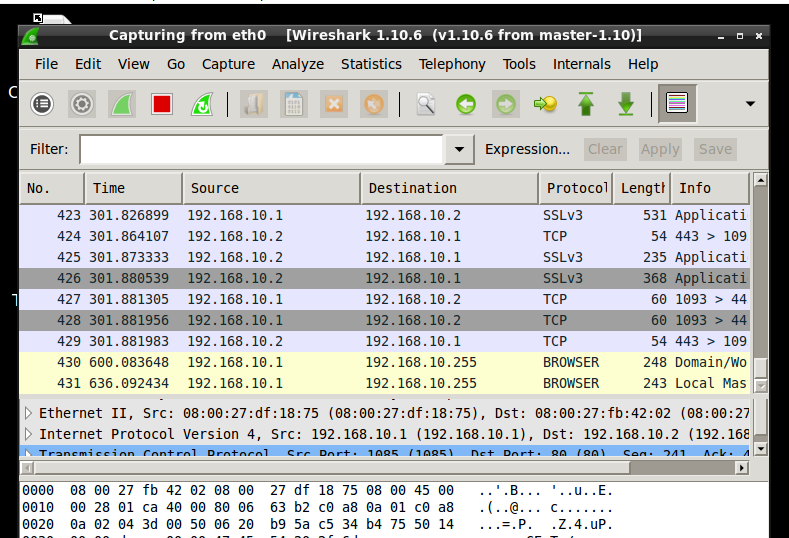 C
T
Capturing from eth0 [Wireshark 1.10.6 (v1.10.6 from master-1.10)]
File Edit View Go Capture Analyze Statistics Telephony Tools Internals Help
Filter: Expression... Clear Apply Save
No. Time Source Destination Protocol Length Info
423 301.826899 192.168.10.1 192.168.10.2 SSLv3 531 Applicati
424 301.864107 192.168.10.2 192.168.10.1 TCP 54 443 > 109
425 301.873333 192.168.10.1 192.168.10.2 SSLv3 235 Applicati
426 301.880539 192.168.10.2 192.168.10.1 SSLv3 368 Applicati
427 301.881305 192.168.10.1 192.168.10.2 TCP 60 1093 > 44
428 301.881956 192.168.10.1 192.168.10.2 TCP 60 1093 > 44
429 301.881983 192.168.10.2 192.168.10.1 TCP 54 443 > 109
430 600.083648 192.168.10.1 192.168.10.255 BROWSER 248 Domain/Wo
431 636.092434 192.168.10.1 192.168.10.255 BROWSER 243 Local Mas
Ethernet II, Src: 08:00:27:df:18:75 (08:00:27:df:18:75), Dst: 08:00:27:fb:42:02 (08:00:27
Internet Protocol Version 4, Src: 192.168.10.1 (192.168.10.1), Dst: 192.168.10.2 (192.168
Transmission Control Protocol, Src Port: 1085 (1085), Dst Port: 80 (80), Seq: 241, Ack: 4
0000 08 00 27 fb 42 02 08 00 27 df 18 75 08 00 45 00 ..'.B... '..u..E.
0010 00 28 01 ca 40 00 80 06 63 b2 c0 a8 0a 01 c0 a8 .(..@... c.......
0020 0a 02 04 3d 00 50 06 20 b9 5a c5 34 b4 75 50 14 ...=.P. .Z.4.uP.